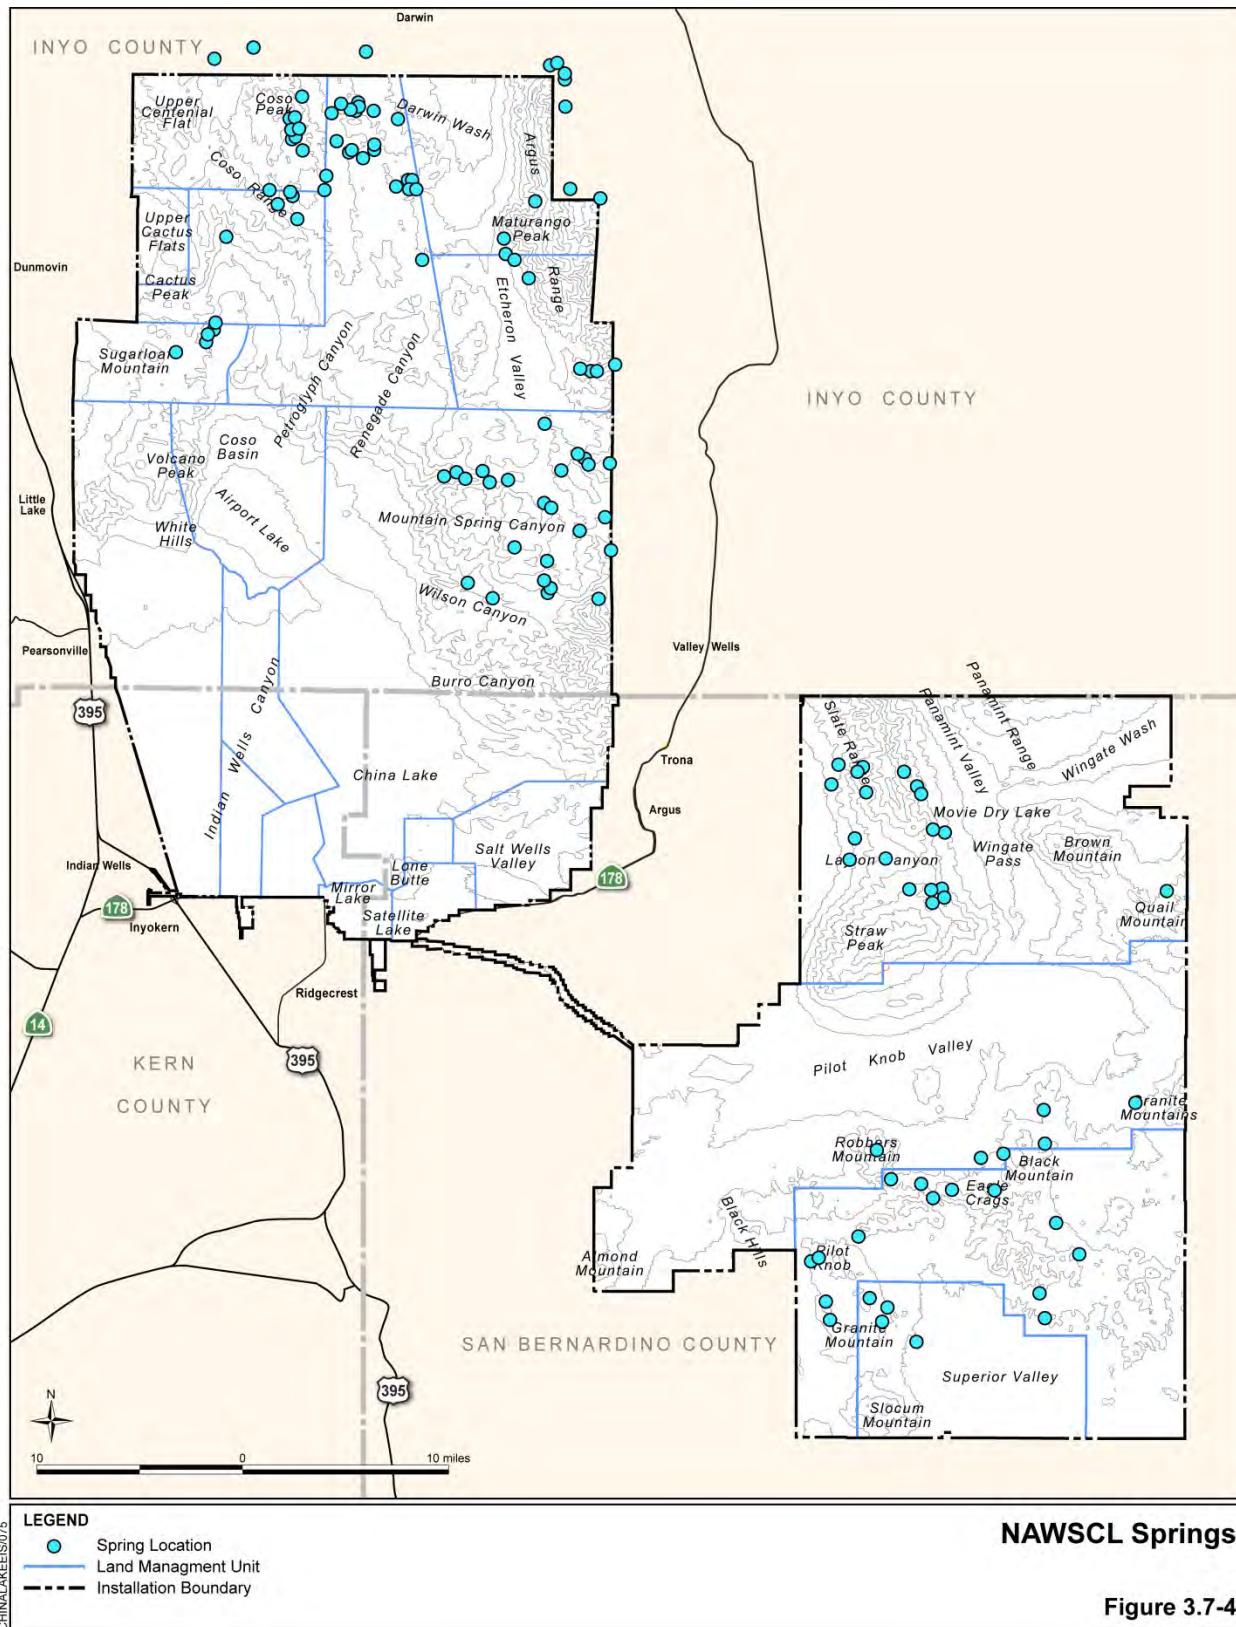 Darwin
INYO COUNTY
Upper
Centenial
Flat
Coso
Peak
Darwin Wash
Argus
Coso Range
Upper
Cactus
Flats
Maturango
Peak
Dunmovin
Cactus
Peak
Range
Etcheron Valley
Sugarloaf
Mountain
Petroglyph Canyon
Renegade Canyon
INYO COUNTY
Coso
Basin
Volcano
Peak
Little
Lake
Airport Lake
White
Hills
Mountain Spring Canyon
Wilson Canyon
Pearsonville
Valley Wells
Burro Canyon
395
Indian Wells Canyon
Slate Range
Panamint Valley
Panamint Range
Wingate Wash
China Lake
Trona
Argus
Movie Dry Lake
Salt Wells
Valley
Wingate
Pass
Brown
Mountain
Layton Canyon
Indian Wells
Lone
Butte
Mirror
Lake
178
178
Inyokern
Satellite
Lake
Quail
Mountain
Straw
Peak
Ridgecrest
14
395
KERN
COUNTY
Pilot Knob Valley
Granite
Mountains
Robbers
Mountain
Black
Mountain
Eagle
Crags
Black Hills
Almond
Mountain
Pilot
Knob
Granite
Mountain
SAN BERNARDINO COUNTY
Superior Valley
395
Slocum
Mountain
N
10 0 10 miles
LEGEND
Spring Location
Land Managment Unit
Installation Boundary
NAWSCL Springs
Figure 3.7-4
CHINALAKEEIS/075